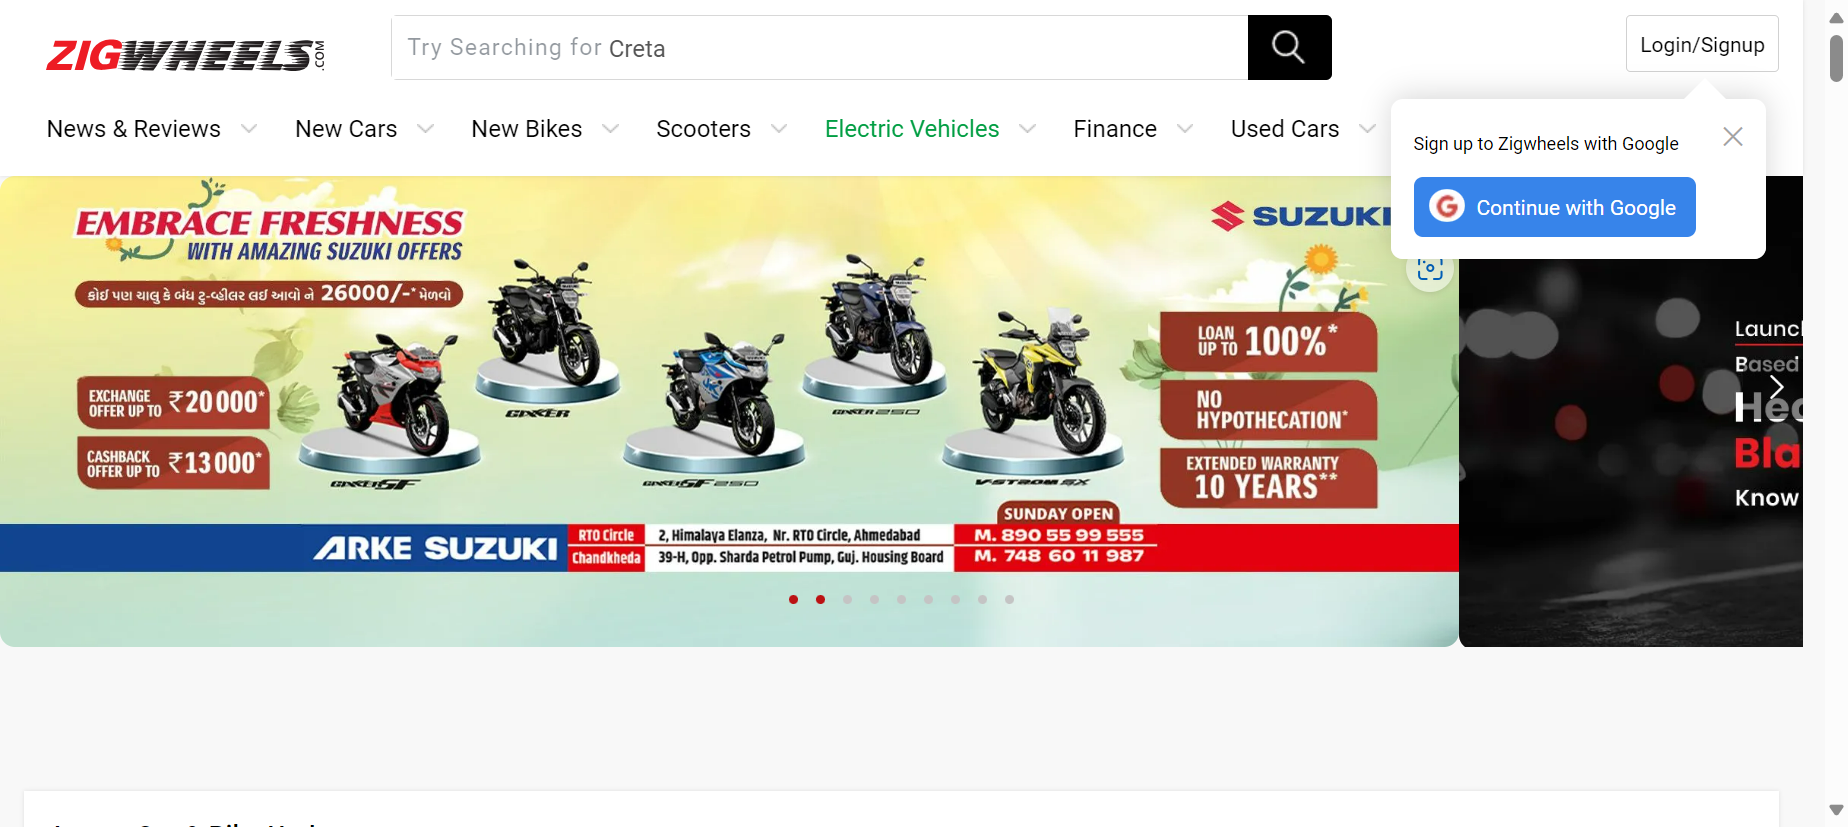 ZIGWHEELS.COM
Try Searching for Creta
Login/Signup
News & Reviews
New Cars
New Bikes
Scooters
Electric Vehicles
Finance
Used Cars
Sign up to Zigwheels with Google
Continue with Google
EMBRACE FRESHNESS
WITH AMAZING SUZUKI OFFERS
SUZUKI
કોઈ પણ ચાલુ કે બંધ ટુ-વ્હીલર લઈ આવો ને 26000/-* મેળવો
EXCHANGE
OFFER UP TO ₹20000*
CASHBACK
OFFER UP TO ₹13000*
GIXXER
GIXXER 250
GIXXER SF
GIXXER SF 250
V-STROM SX
LOAN
UP TO 100%*
NO
HYPOTHECATION*
EXTENDED WARRANTY
10 YEARS**
SUNDAY OPEN
ARKE SUZUKI
RTO Circle
2, Himalaya Elanza, Nr. RTO Circle, Ahmedabad
M. 890 55 99 555
Chandkheda
39-H, Opp. Sharda Petrol Pump, Guj. Housing Board
M. 748 60 11 987
Launch
Based
Hea
Bla
Know